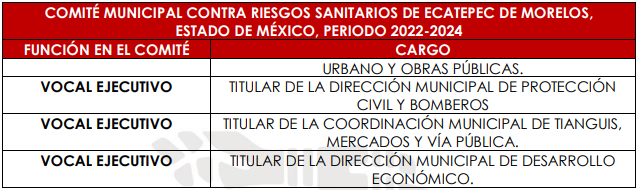 COMITÉ MUNICIPAL CONTRA RIESGOS SANITARIOS DE ECATEPEC DE MORELOS,
ESTADO DE MÉXICO, PERIODO 2022-2024
FUNCIÓN EN EL COMITÉ CARGO
URBANO Y OBRAS PÚBLICAS.
VOCAL EJECUTIVO TITULAR DE LA DIRECCIÓN MUNICIPAL DE PROTECCIÓN
CIVIL Y BOMBEROS
VOCAL EJECUTIVO TITULAR DE LA COORDINACIÓN MUNICIPAL DE TIANGUIS,
MERCADOS Y VÍA PÚBLICA.
VOCAL EJECUTIVO TITULAR DE LA DIRECCIÓN MUNICIPAL DE DESARROLLO
ECONÓMICO.